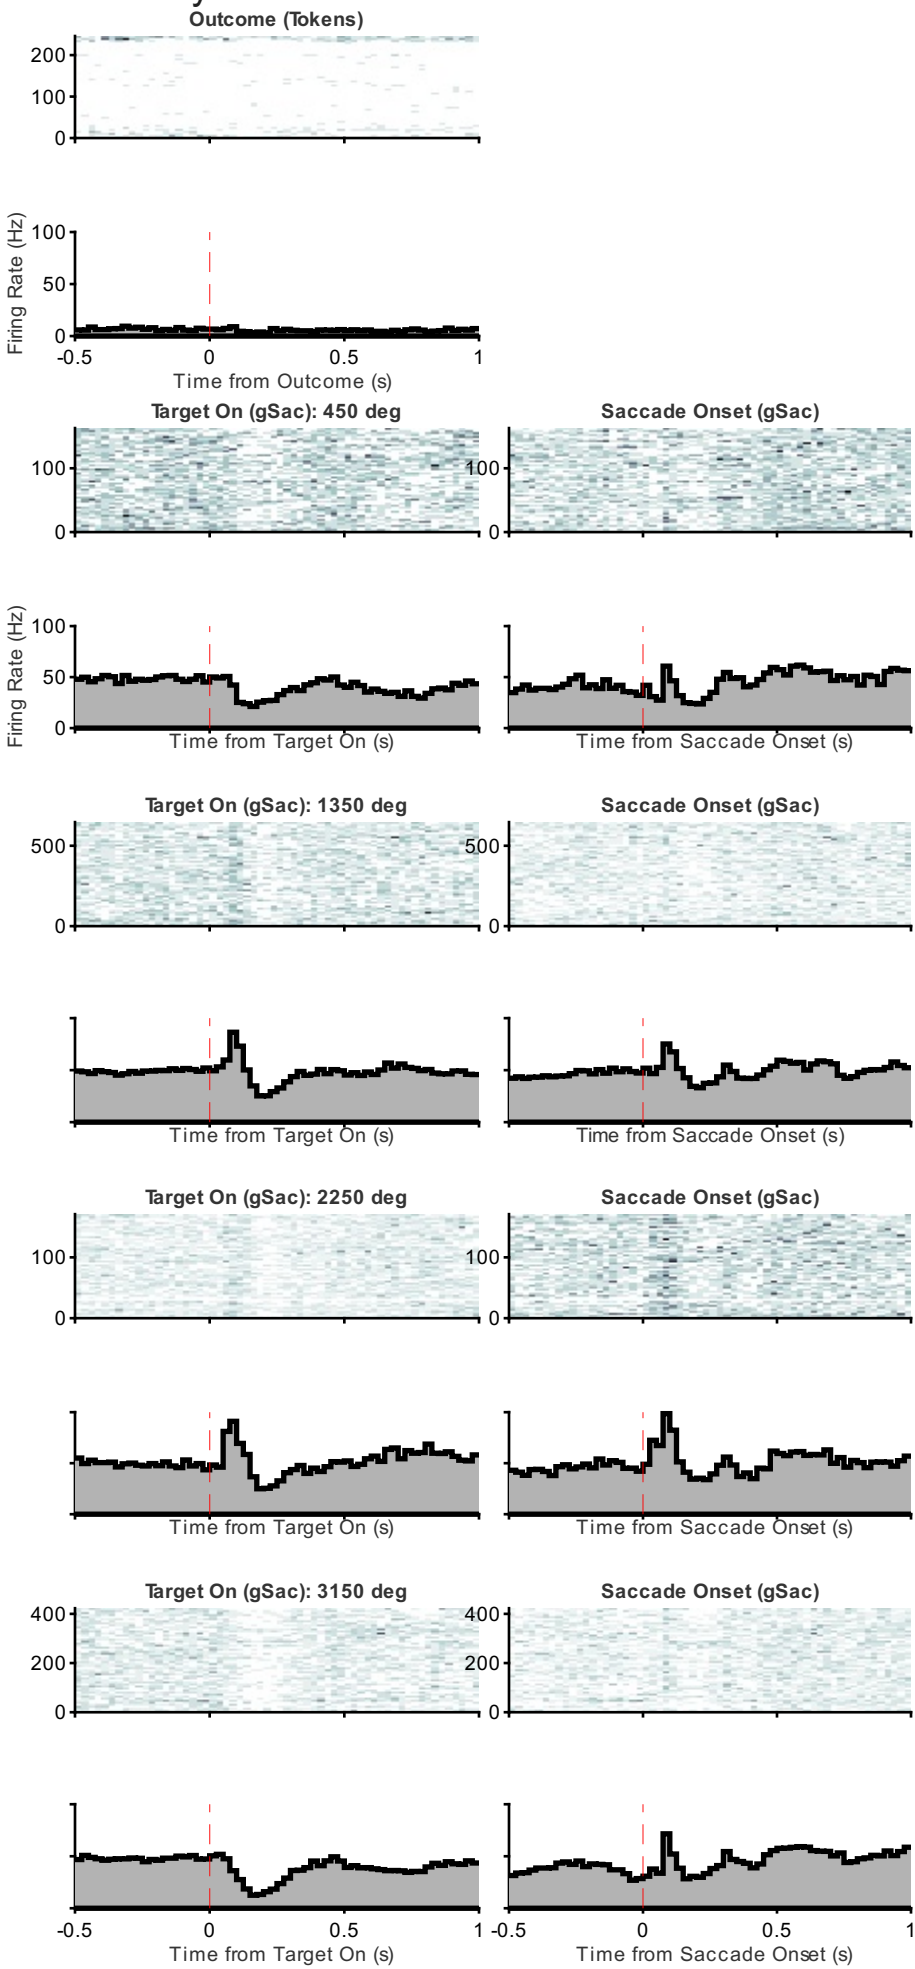 Outcome (Tokens)
200
100
0
Firing Rate (Hz)
100
50
0
-0.5 0 0.5 1
Time from Outcome (s)
Target On (gSac): 450 deg Saccade Onset (gSac)
100 100
0 0
Firing Rate (Hz)
100
50
0
Time from Target On (s) Time from Saccade Onset (s)
Target On (gSac): 1350 deg Saccade Onset (gSac)
500 500
0 0
Time from Target On (s) Time from Saccade Onset (s)
Target On (gSac): 2250 deg Saccade Onset (gSac)
100 100
0 0
Time from Target On (s) Time from Saccade Onset (s)
Target On (gSac): 3150 deg Saccade Onset (gSac)
400 400
200 200
0 0
-0.5 0 0.5 1 -0.5 0 0.5 1
Time from Target On (s) Time from Saccade Onset (s)